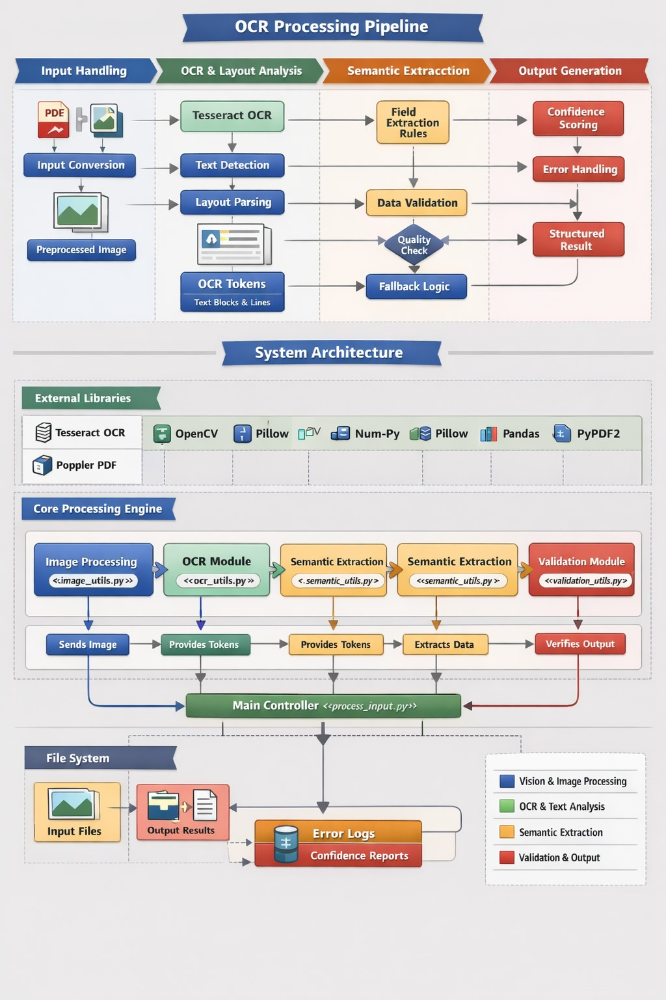 OCR Processing Pipeline
Input Handling
OCR & Layout Analysis
Semantic Extracction
Output Generation
PDF
Input Conversion
Preprocessed Image
Tesseract OCR
Text Detection
Layout Parsing
OCR Tokens
Text Blocks & Lines
Field
Extraction
Rules
Data Validation
Quality
Check
Fallback Logic
Confidence
Scoring
Error Handling
Structured
Result
System Architecture
External Libraries
Tesseract OCR
OpenCV
Pillow
V
Num-Py
Pillow
Pandas
PyPDF2
Poppler PDF
Core Processing Engine
Image Processing
<<image_utils.py>>
OCR Module
<<ocr_utils.py>>
Semantic Extraction
<.semantic_utils.py>
Semantic Extraction
<<semantic_utils.py>
Validation Module
<<validation_utils.py>
Sends Image
Provides Tokens
Provides Tokens
Extracts Data
Verifies Output
Main Controller <<process_input.py>>
File System
Input Files
Output Results
Error Logs
Confidence Reports
Vision & Image Processing
OCR & Text Analysis
Semantic Extraction
Validation & Output